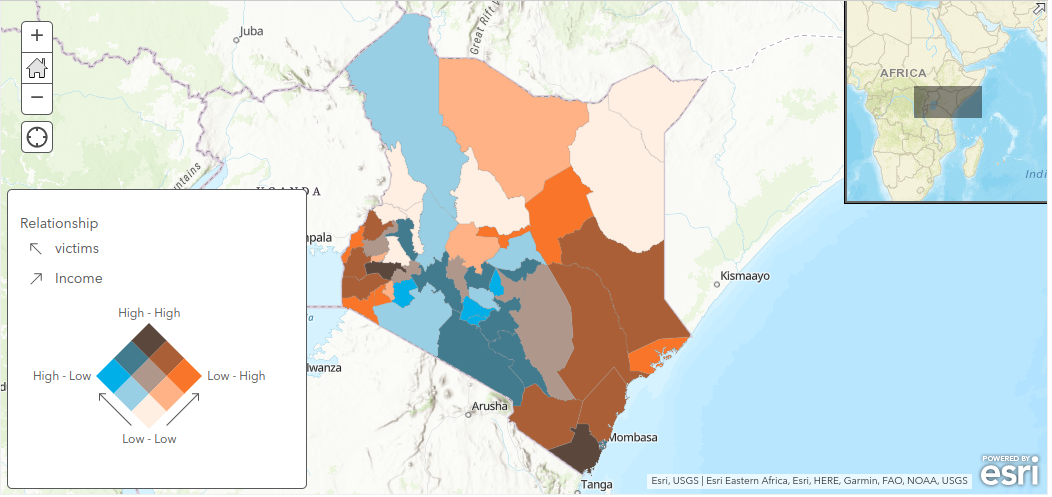 +
−
Juba
Great Rift V
untains
UGANDA
mpala
Relationship
victims
Income
High - High
High - Low
Low - High
Low - Low
Mwanza
Arusha
Mombasa
Tanga
Kismaayo
AFRICA
Indi
Esri, USGS | Esri Eastern Africa, Esri, HERE, Garmin, FAO, NOAA, USGS
POWERED BY
esri